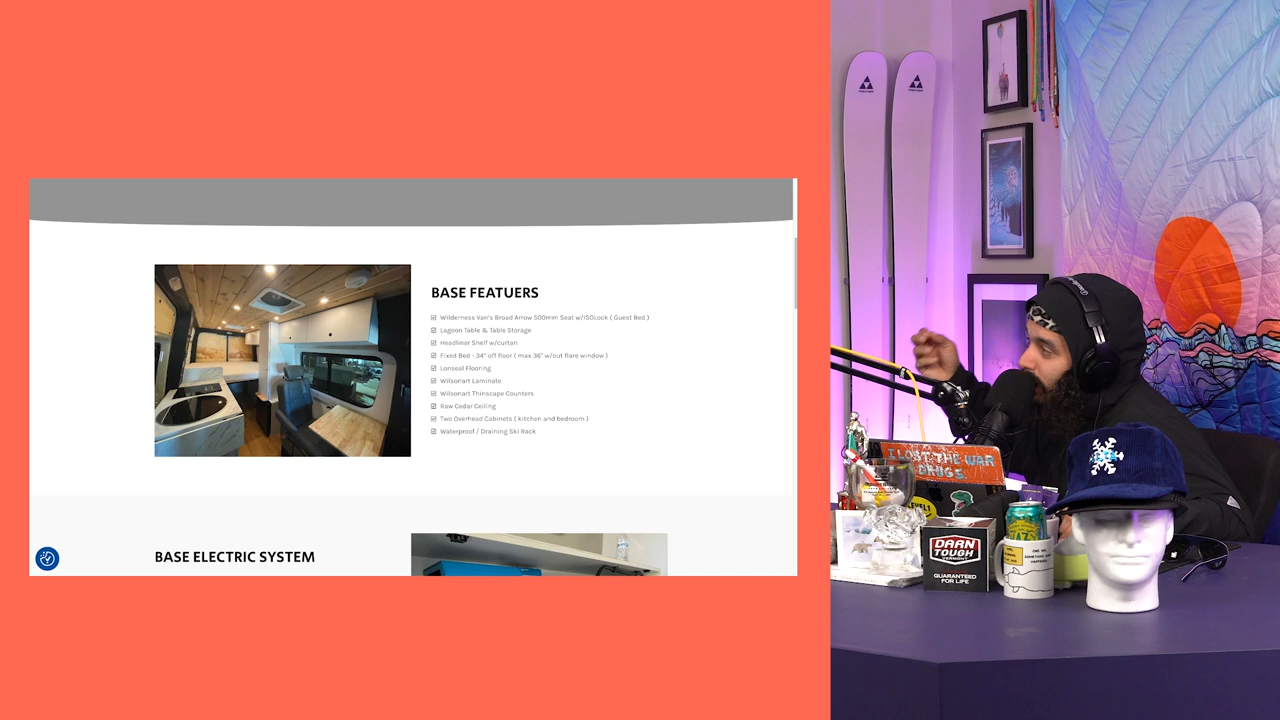 BASE FEATUERS
Wilderness Van's Broad Arrow 500mm Seat w/ISOLock ( Guest Bed )
Lagoon Table & Table Storage
Headliner Shelf w/curtan
Fixed Bed - 34" off floor ( max 36" w/out flare window )
Lonseal Flooring
Wilsonart Laminate
Wilsonart Thinscape Counters
Raw Cedar Ceiling
Two Overhead Cabinets ( kitchen and bedroom )
Waterproof / Draining Ski Rack
BASE ELECTRIC SYSTEM
I LOST THE WAR
DRUGS.
LEVEL1
DARN
TOUGH
VERMONT
GUARANTEED
FOR LIFE